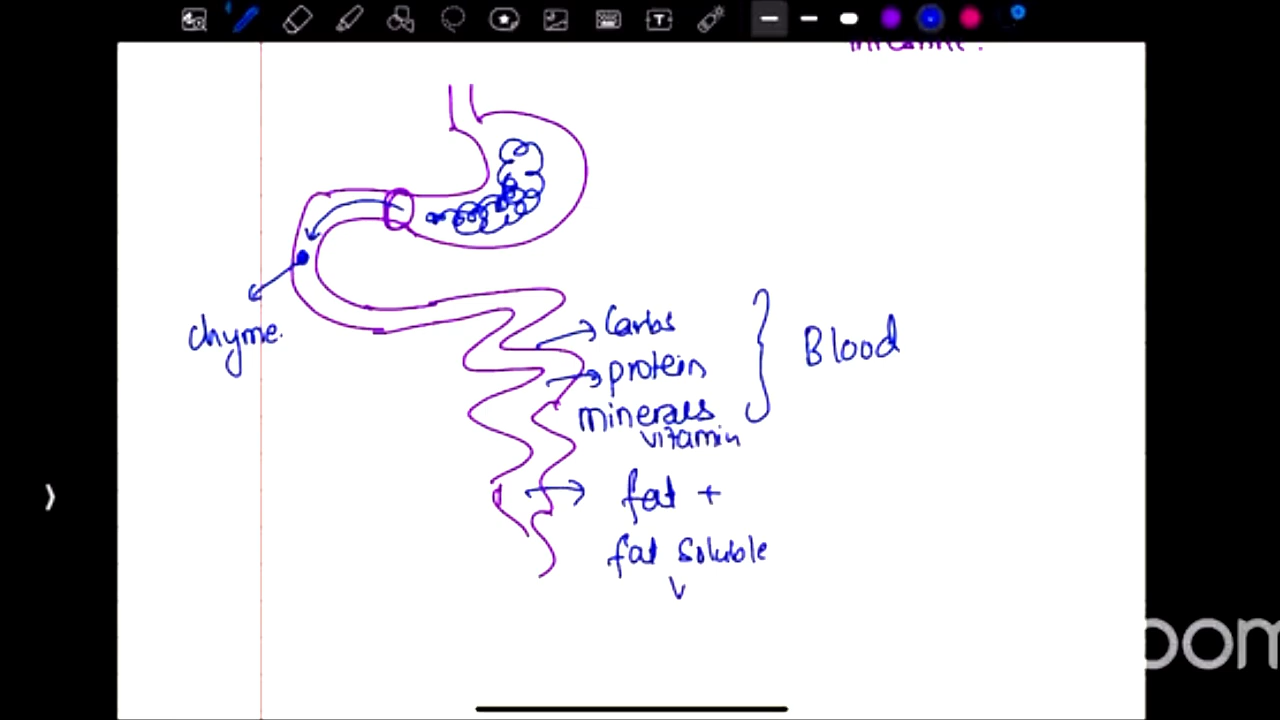 chyme.
Carbs
protein
minerals
vitamin
Blood
fat +
fat soluble
V